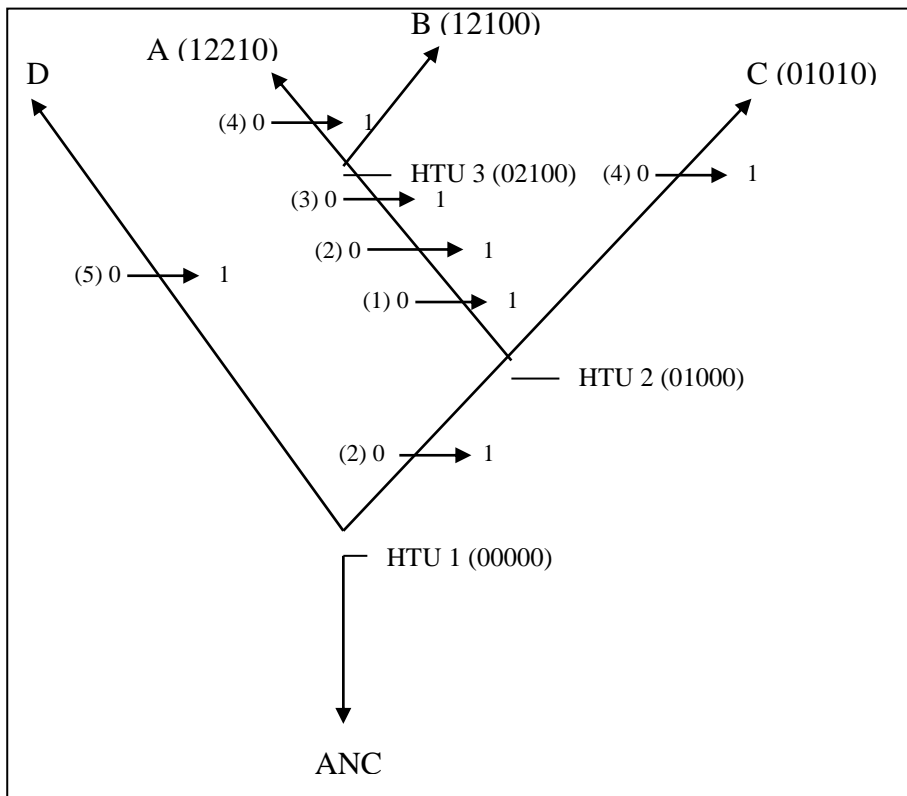 B (12100)
A (12210)
D
C (01010)
(4) 0 1
HTU 3 (02100)
(4) 0 1
(3) 0 1
(2) 0 1
(5) 0 1
(1) 0 1
HTU 2 (01000)
(2) 0 1
HTU 1 (00000)
ANC